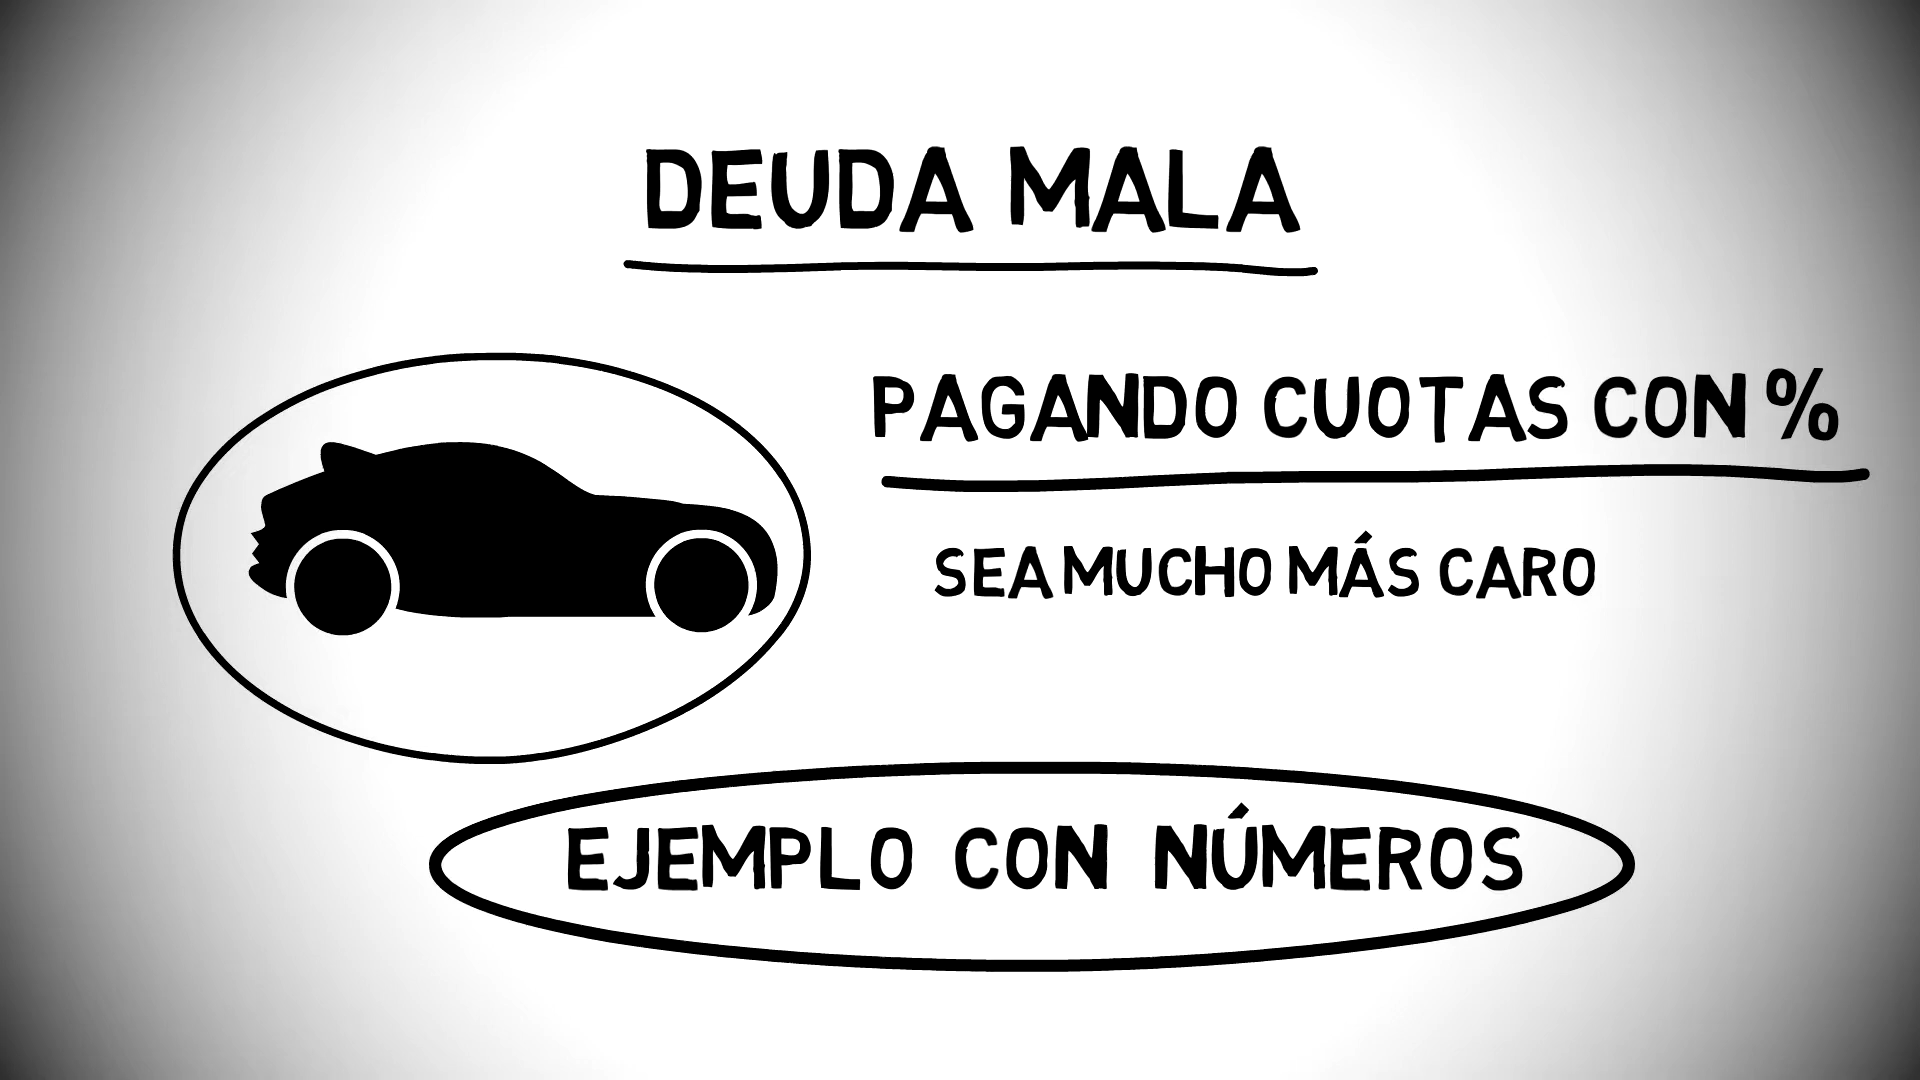 DEUDA MALA
PAGANDO CUOTAS CON %
SEA MUCHO MÁS CARO
EJEMPLO CON NÚMEROS